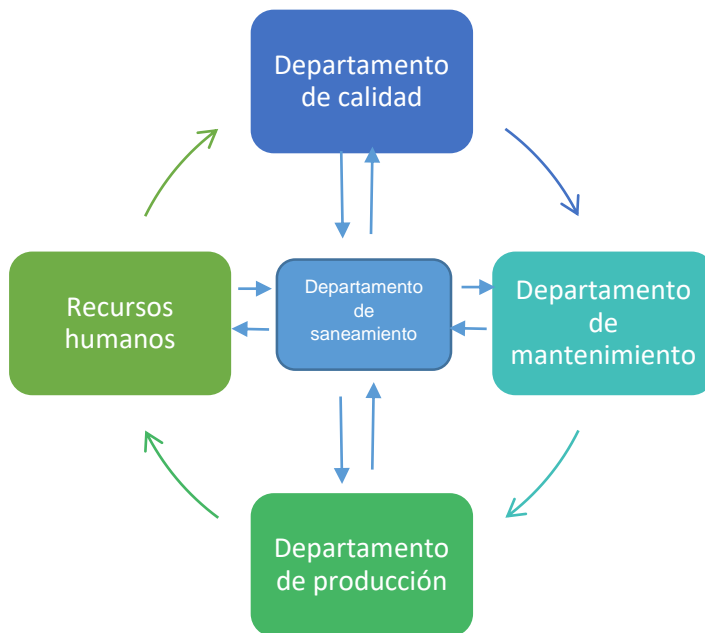 Departamento
de calidad
Recursos
humanos
Departamento
de
saneamiento
Departamento
de
mantenimiento
Departamento
de producción